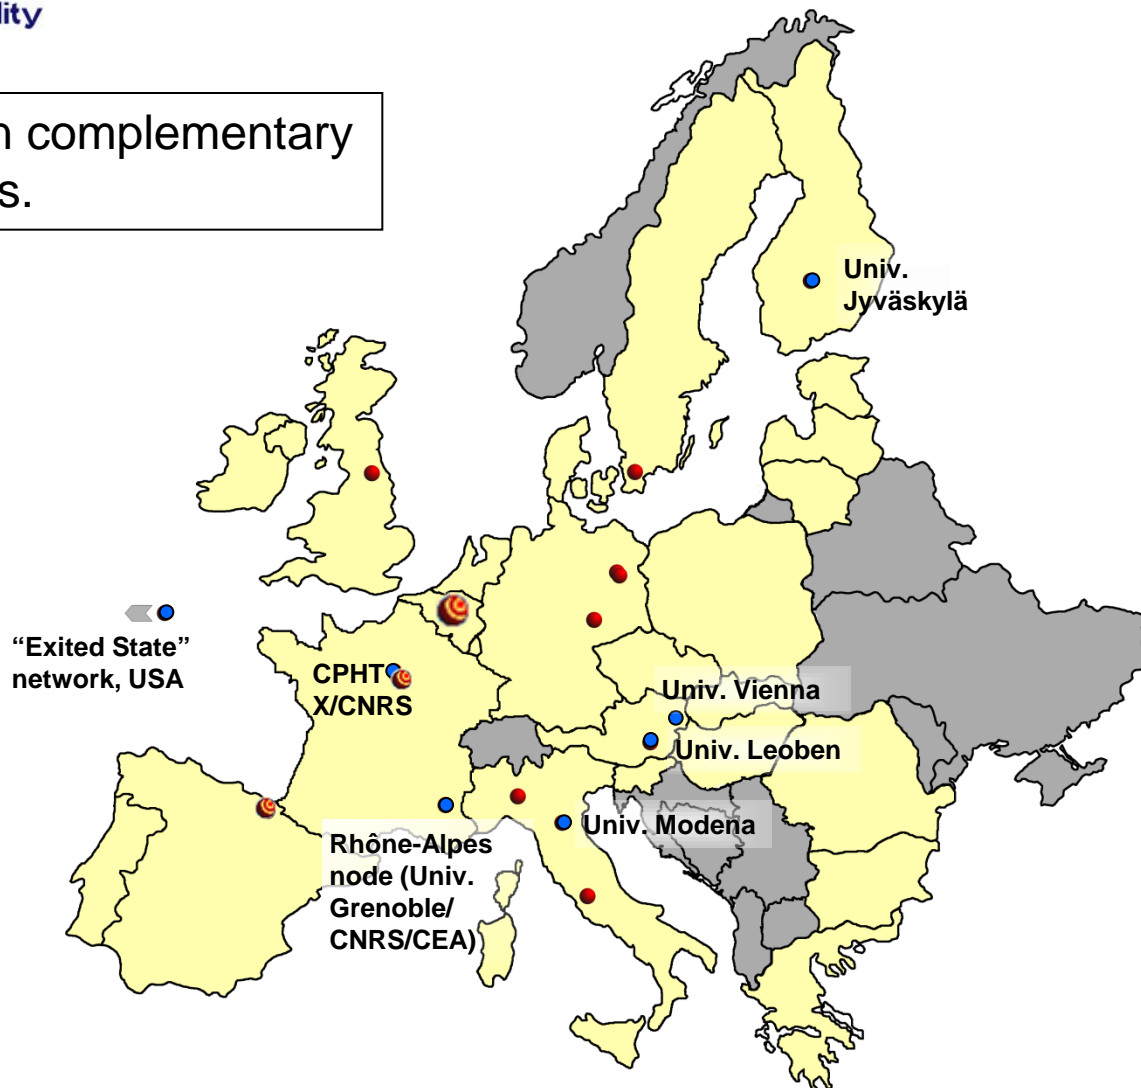 lity
n complementary
s.
Univ.
Jyväskylä
“Exited State”
network, USA
CPHT
X/CNRS
Univ. Vienna
Univ. Leoben
Univ. Modena
Rhône-Alpes
node (Univ.
Grenoble/
CNRS/CEA)